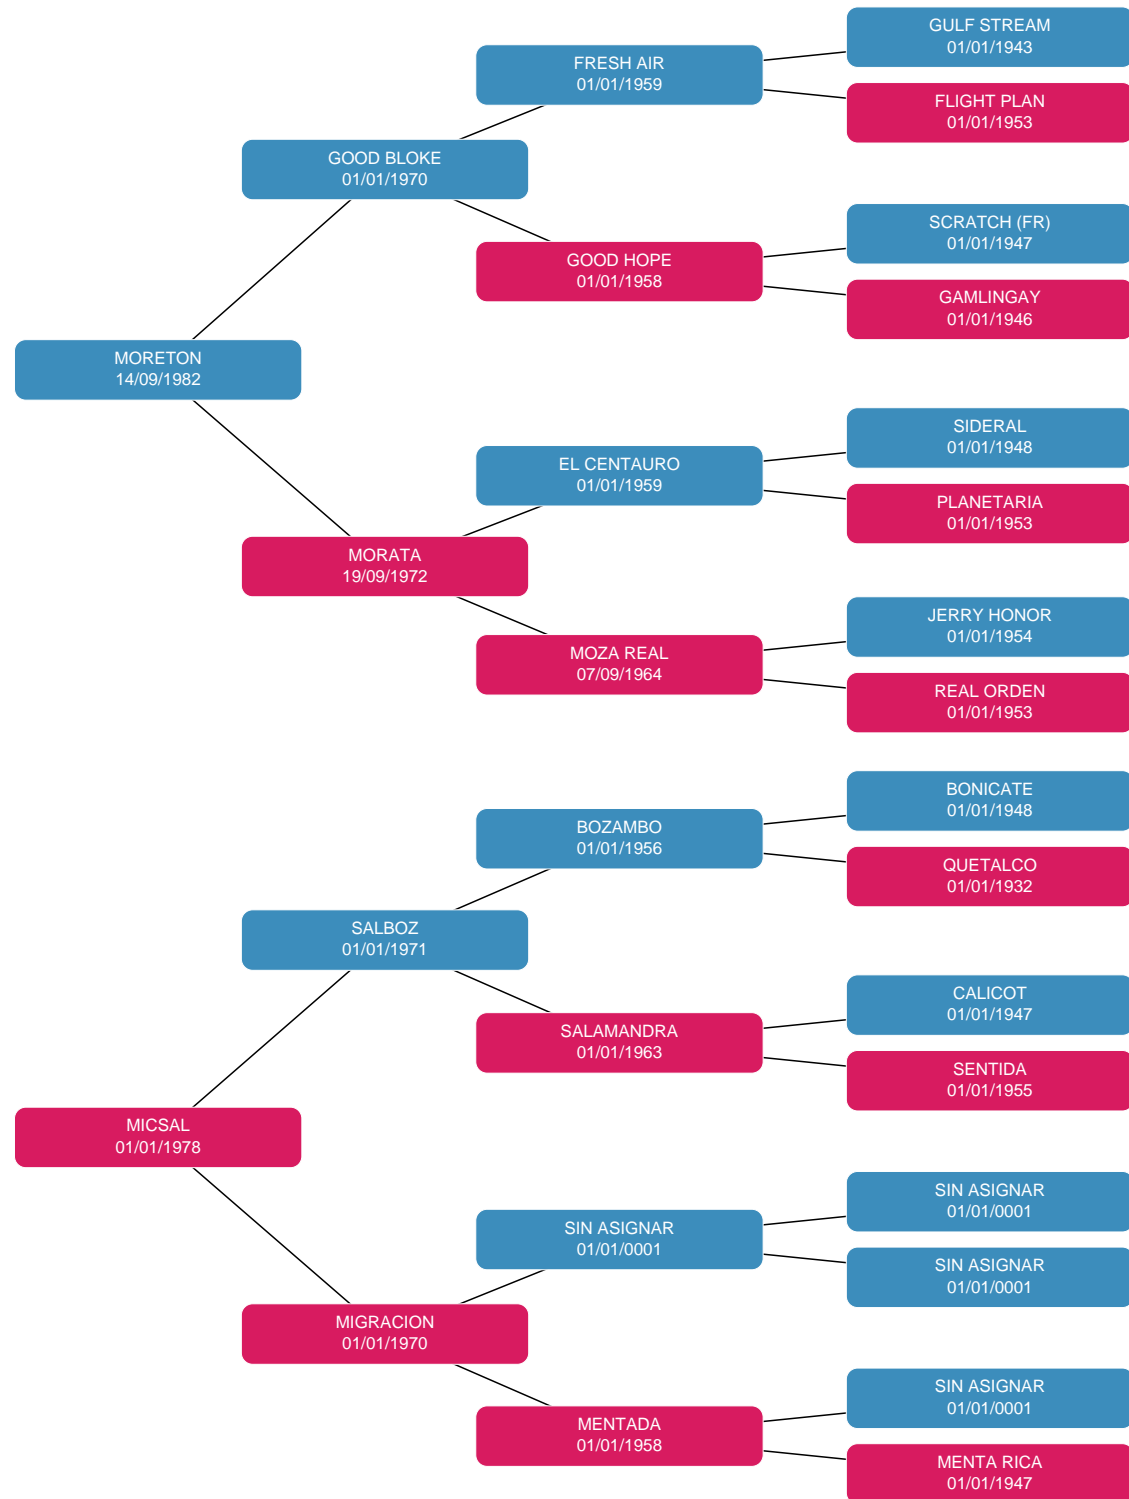 GULF STREAM
01/01/1943
FRESH AIR
01/01/1959
FLIGHT PLAN
01/01/1953
GOOD BLOKE
01/01/1970
SCRATCH (FR)
01/01/1947
GOOD HOPE
01/01/1958
GAMLINGAY
01/01/1946
MORETON
14/09/1982
SIDERAL
01/01/1948
EL CENTAURO
01/01/1959
PLANETARIA
01/01/1953
MORATA
19/09/1972
JERRY HONOR
01/01/1954
MOZA REAL
07/09/1964
REAL ORDEN
01/01/1953
BONICATE
01/01/1948
BOZAMBO
01/01/1956
QUETALCO
01/01/1932
SALBOZ
01/01/1971
CALICOT
01/01/1947
SALAMANDRA
01/01/1963
SENTIDA
01/01/1955
MICSAL
01/01/1978
SIN ASIGNAR
01/01/0001
SIN ASIGNAR
01/01/0001
SIN ASIGNAR
01/01/0001
MIGRACION
01/01/1970
SIN ASIGNAR
01/01/0001
MENTADA
01/01/1958
MENTA RICA
01/01/1947